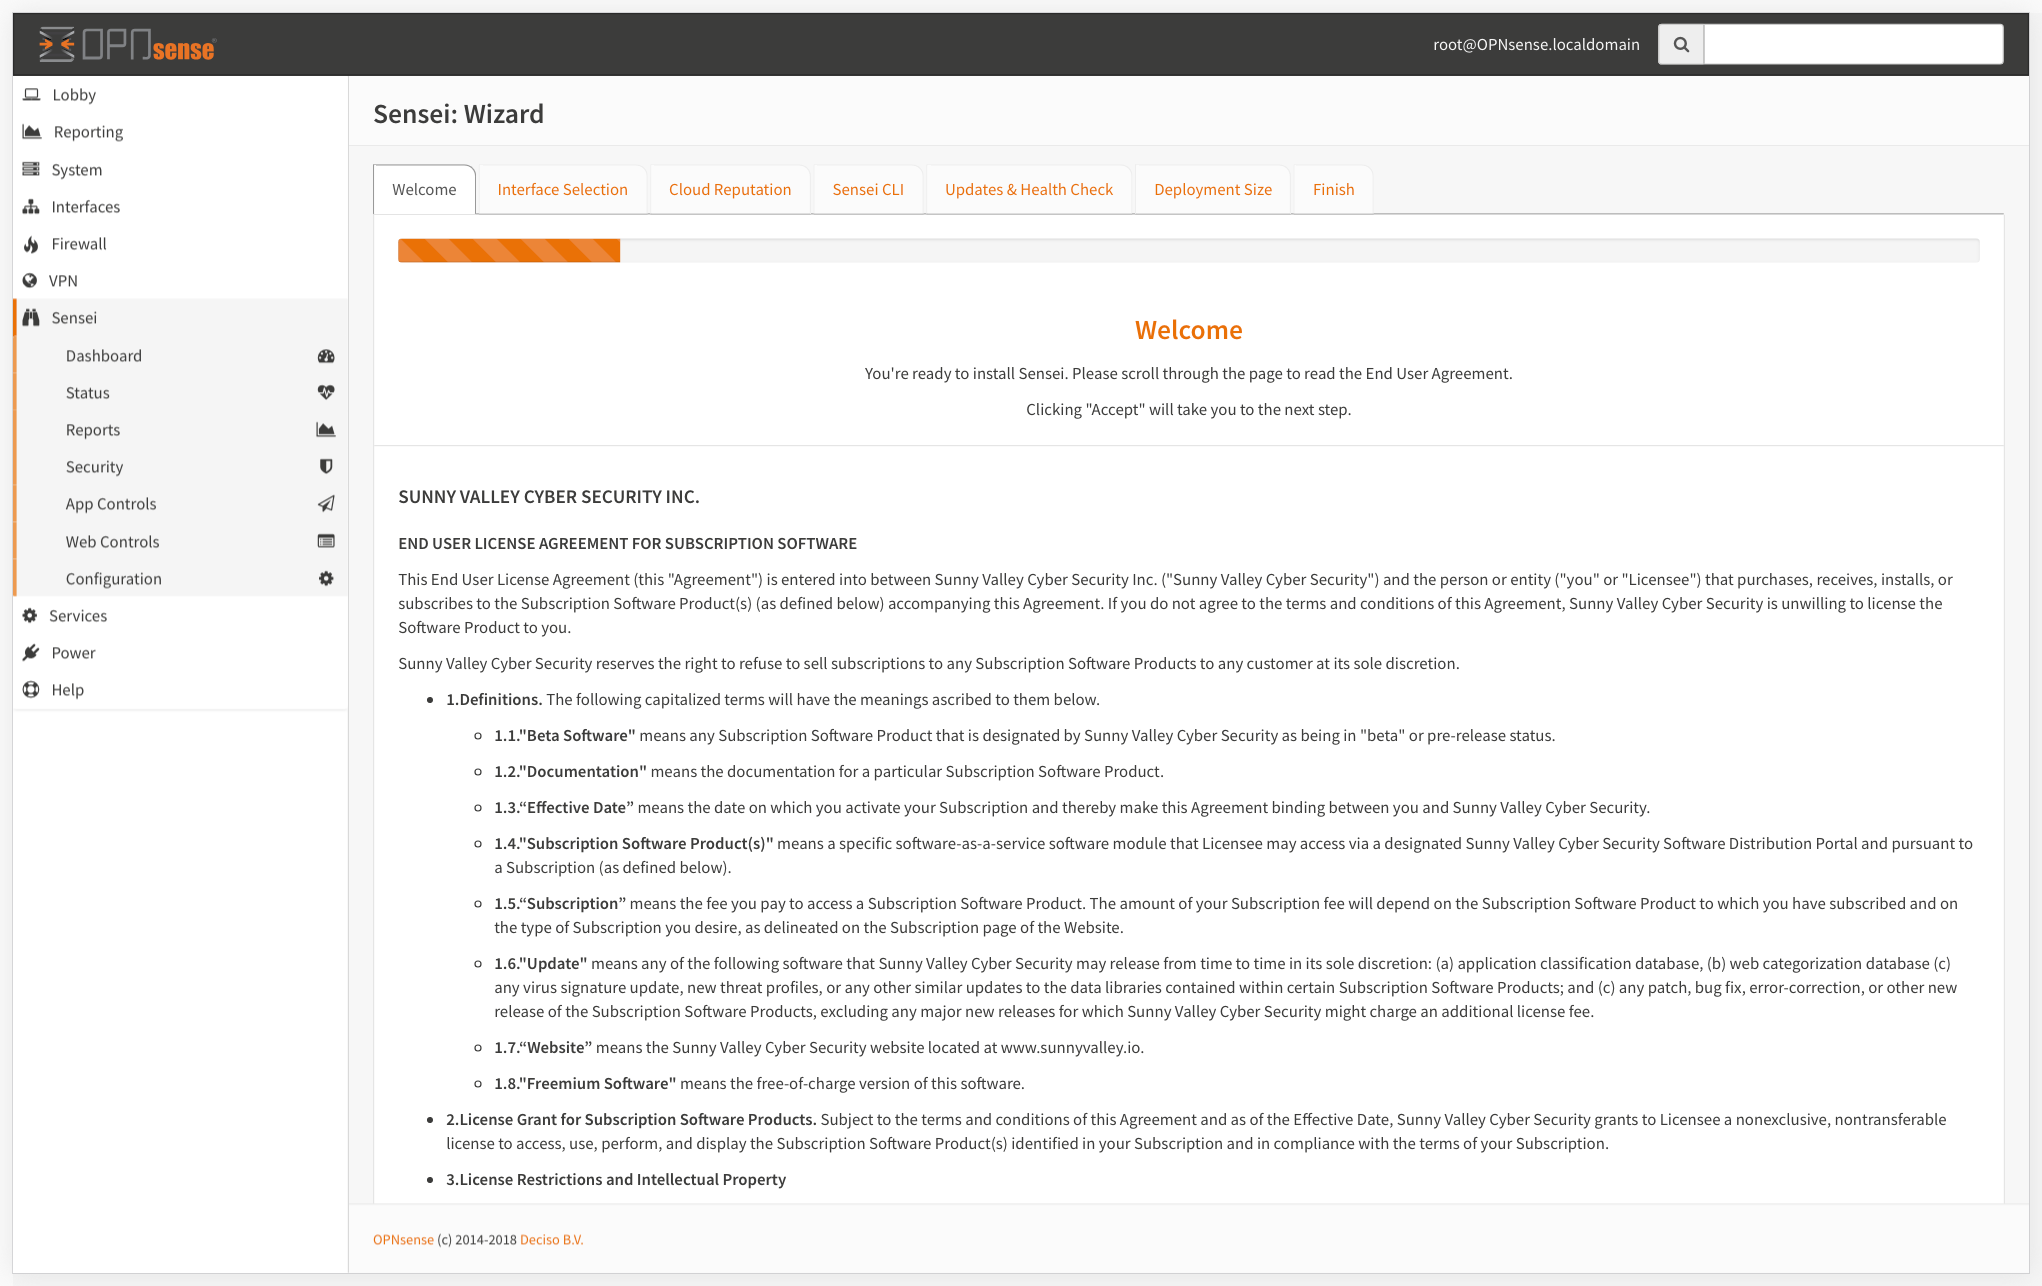 OPNsense
root@OPNsense.localdomain
Lobby
Reporting
System
Interfaces
Firewall
VPN
Sensei
Dashboard
Status
Reports
Security
App Controls
Web Controls
Configuration
Services
Power
Help
Sensei: Wizard
Welcome
Interface Selection
Cloud Reputation
Sensei CLI
Updates & Health Check
Deployment Size
Finish
Welcome
You're ready to install Sensei. Please scroll through the page to read the End User Agreement.
Clicking "Accept" will take you to the next step.
SUNNY VALLEY CYBER SECURITY INC.
END USER LICENSE AGREEMENT FOR SUBSCRIPTION SOFTWARE
This End User License Agreement (this "Agreement") is entered into between Sunny Valley Cyber Security Inc. ("Sunny Valley Cyber Security") and the person or entity ("you" or "Licensee") that purchases, receives, installs, or
subscribes to the Subscription Software Product(s) (as defined below) accompanying this Agreement. If you do not agree to the terms and conditions of this Agreement, Sunny Valley Cyber Security is unwilling to license the
Software Product to you.
Sunny Valley Cyber Security reserves the right to refuse to sell subscriptions to any Subscription Software Products to any customer at its sole discretion.
• 1.Definitions. The following capitalized terms will have the meanings ascribed to them below.
◦ 1.1."Beta Software" means any Subscription Software Product that is designated by Sunny Valley Cyber Security as being in "beta" or pre-release status.
◦ 1.2."Documentation" means the documentation for a particular Subscription Software Product.
◦ 1.3.“Effective Date” means the date on which you activate your Subscription and thereby make this Agreement binding between you and Sunny Valley Cyber Security.
◦ 1.4."Subscription Software Product(s)" means a specific software-as-a-service software module that Licensee may access via a designated Sunny Valley Cyber Security Software Distribution Portal and pursuant to
a Subscription (as defined below).
◦ 1.5.“Subscription” means the fee you pay to access a Subscription Software Product. The amount of your Subscription fee will depend on the Subscription Software Product to which you have subscribed and on
the type of Subscription you desire, as delineated on the Subscription page of the Website.
◦ 1.6."Update" means any of the following software that Sunny Valley Cyber Security may release from time to time in its sole discretion: (a) application classification database, (b) web categorization database (c)
any virus signature update, new threat profiles, or any other similar updates to the data libraries contained within certain Subscription Software Products; and (c) any patch, bug fix, error-correction, or other new
release of the Subscription Software Products, excluding any major new releases for which Sunny Valley Cyber Security might charge an additional license fee.
◦ 1.7.“Website” means the Sunny Valley Cyber Security website located at www.sunnyvalley.io.
◦ 1.8."Freemium Software" means the free-of-charge version of this software.
• 2.License Grant for Subscription Software Products. Subject to the terms and conditions of this Agreement and as of the Effective Date, Sunny Valley Cyber Security grants to Licensee a nonexclusive, nontransferable
license to access, use, perform, and display the Subscription Software Product(s) identified in your Subscription and in compliance with the terms of your Subscription.
• 3.License Restrictions and Intellectual Property
OPNsense (c) 2014-2018 Deciso B.V.